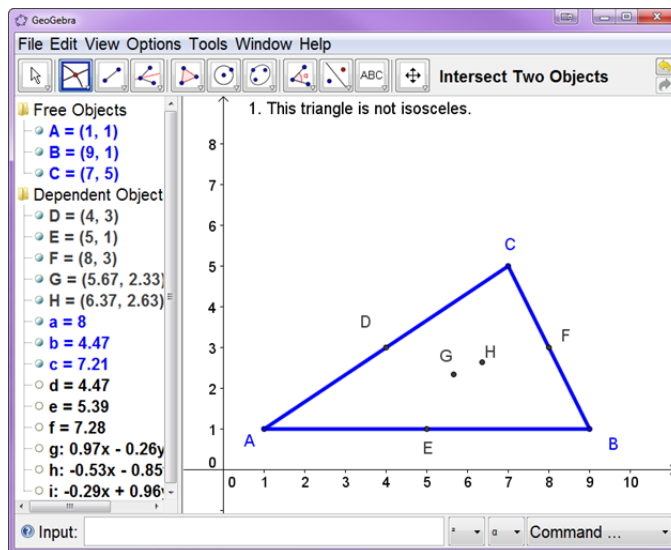 GeoGebra
File Edit View Options Tools Window Help
ABC
Intersect Two Objects
Free Objects
A = (1, 1)
B = (9, 1)
C = (7, 5)
Dependent Object
D = (4, 3)
E = (5, 1)
F = (8, 3)
G = (5.67, 2.33)
H = (6.37, 2.63)
a = 8
b = 4.47
c = 7.21
d = 4.47
e = 5.39
f = 7.28
g: 0.97x - 0.26y
h: -0.53x - 0.85
i: -0.29x + 0.96
1. This triangle is not isosceles.
8
7
6
5
4
3
2
1
0
C
D
F
G
H
A
E
B
0 1 2 3 4 5 6 7 8 9 10
Input:
α
Command ...